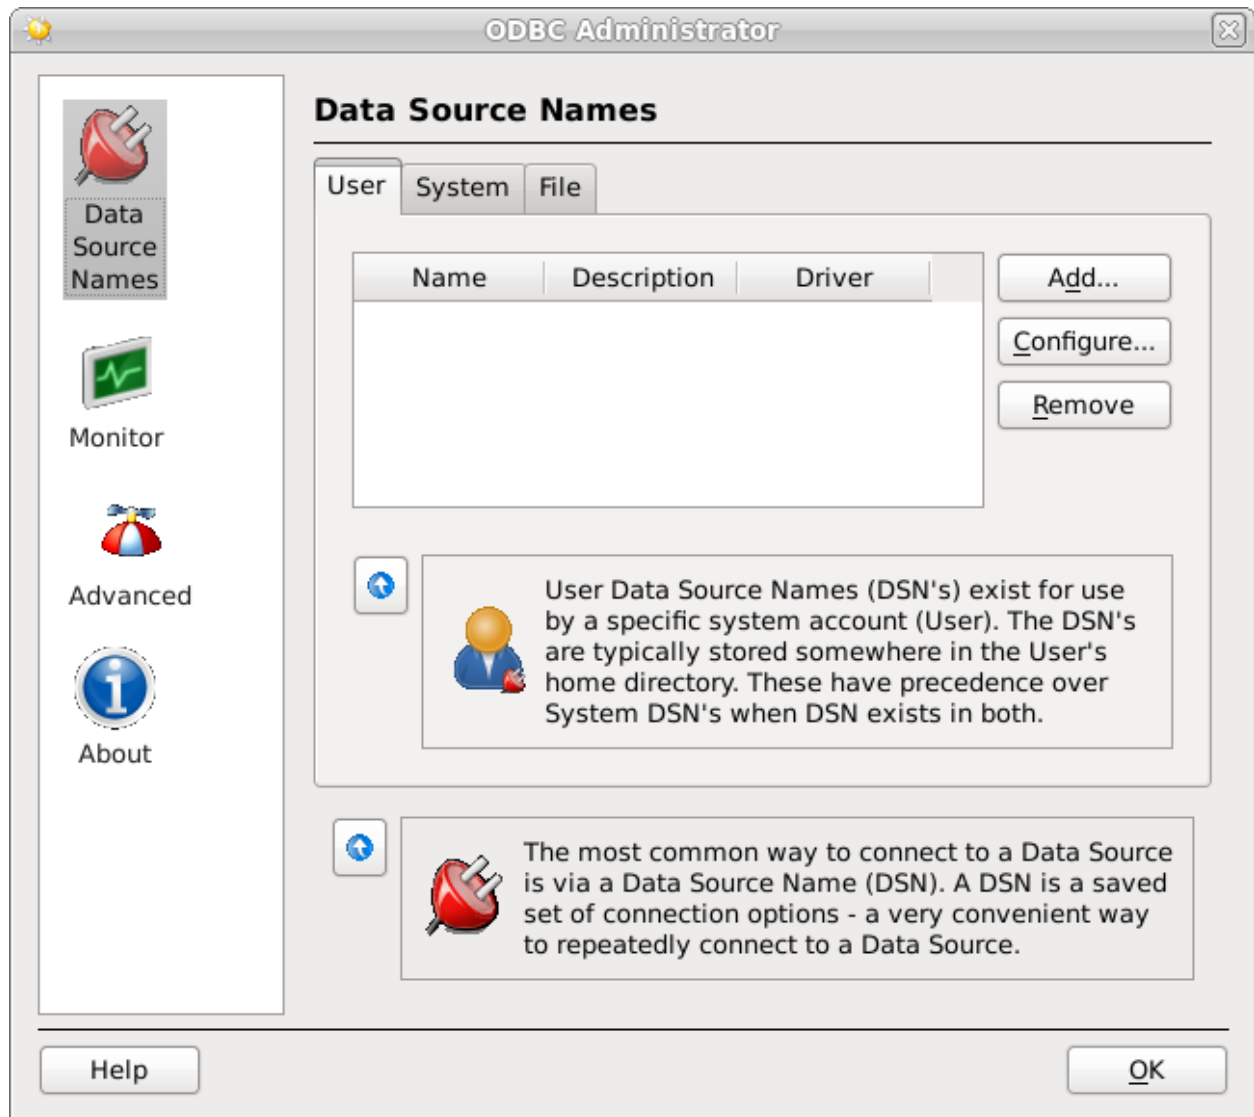 ODBC Administrator
Data
Source
Names
Monitor
Advanced
About
Data Source Names
User System File
Name Description Driver
Add...
Configure...
Remove
User Data Source Names (DSN's) exist for use
by a specific system account (User). The DSN's
are typically stored somewhere in the User's
home directory. These have precedence over
System DSN's when DSN exists in both.
The most common way to connect to a Data Source
is via a Data Source Name (DSN). A DSN is a saved
set of connection options - a very convenient way
to repeatedly connect to a Data Source.
Help
OK